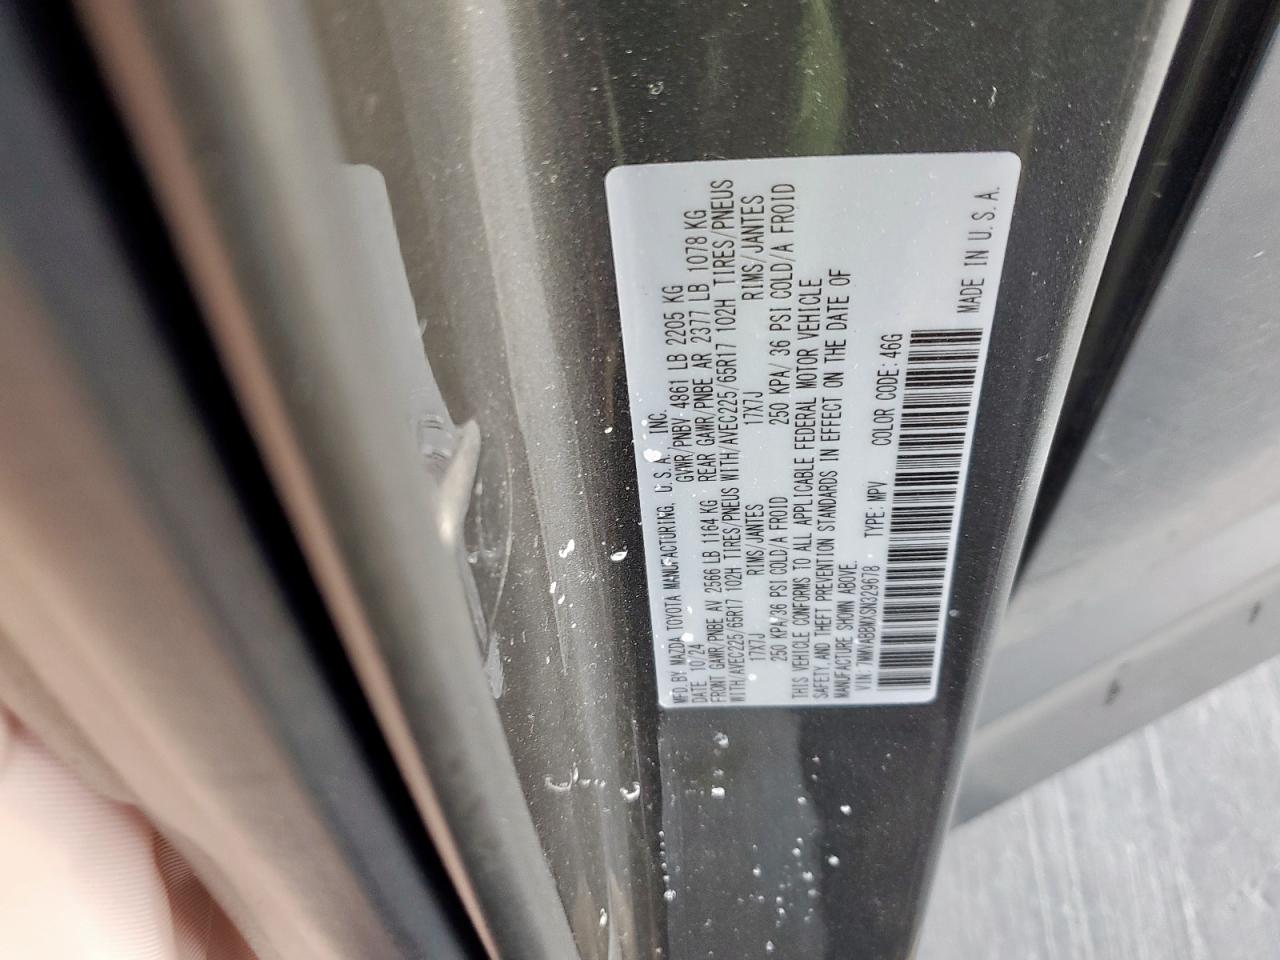 MFD. BY MAZDA TOYOTA MANUFACTURING, U. S. A. INC.
DATE 10/24 GVWR/PNBV 4861 LB 2205 KG
FRONT GAWR/PNBE AV 2566 LB 1164 KG REAR GAWR/PNBE AR 2377 LB 1078 KG
WITH/AVEC225/65R17 102H TIRES/PNEUS WITH/AVEC225/65R17 102H TIRES/PNEUS
17X7J RIMS/JANTES 17X7J RIMS/JANTES
250 KPA/36 PSI COLD/A FROID 250 KPA/36 PSI COLD/A FROID
THIS VEHICLE CONFORMS TO ALL APPLICABLE FEDERAL MOTOR VEHICLE
SAFETY, AND THEFT PREVENTION STANDARDS IN EFFECT ON THE DATE OF
MANUFACTURE SHOWN ABOVE.
VIN: 7MMVABBMXSN329678 TYPE: MPV COLOR CODE: 46G
MADE IN U. S. A.